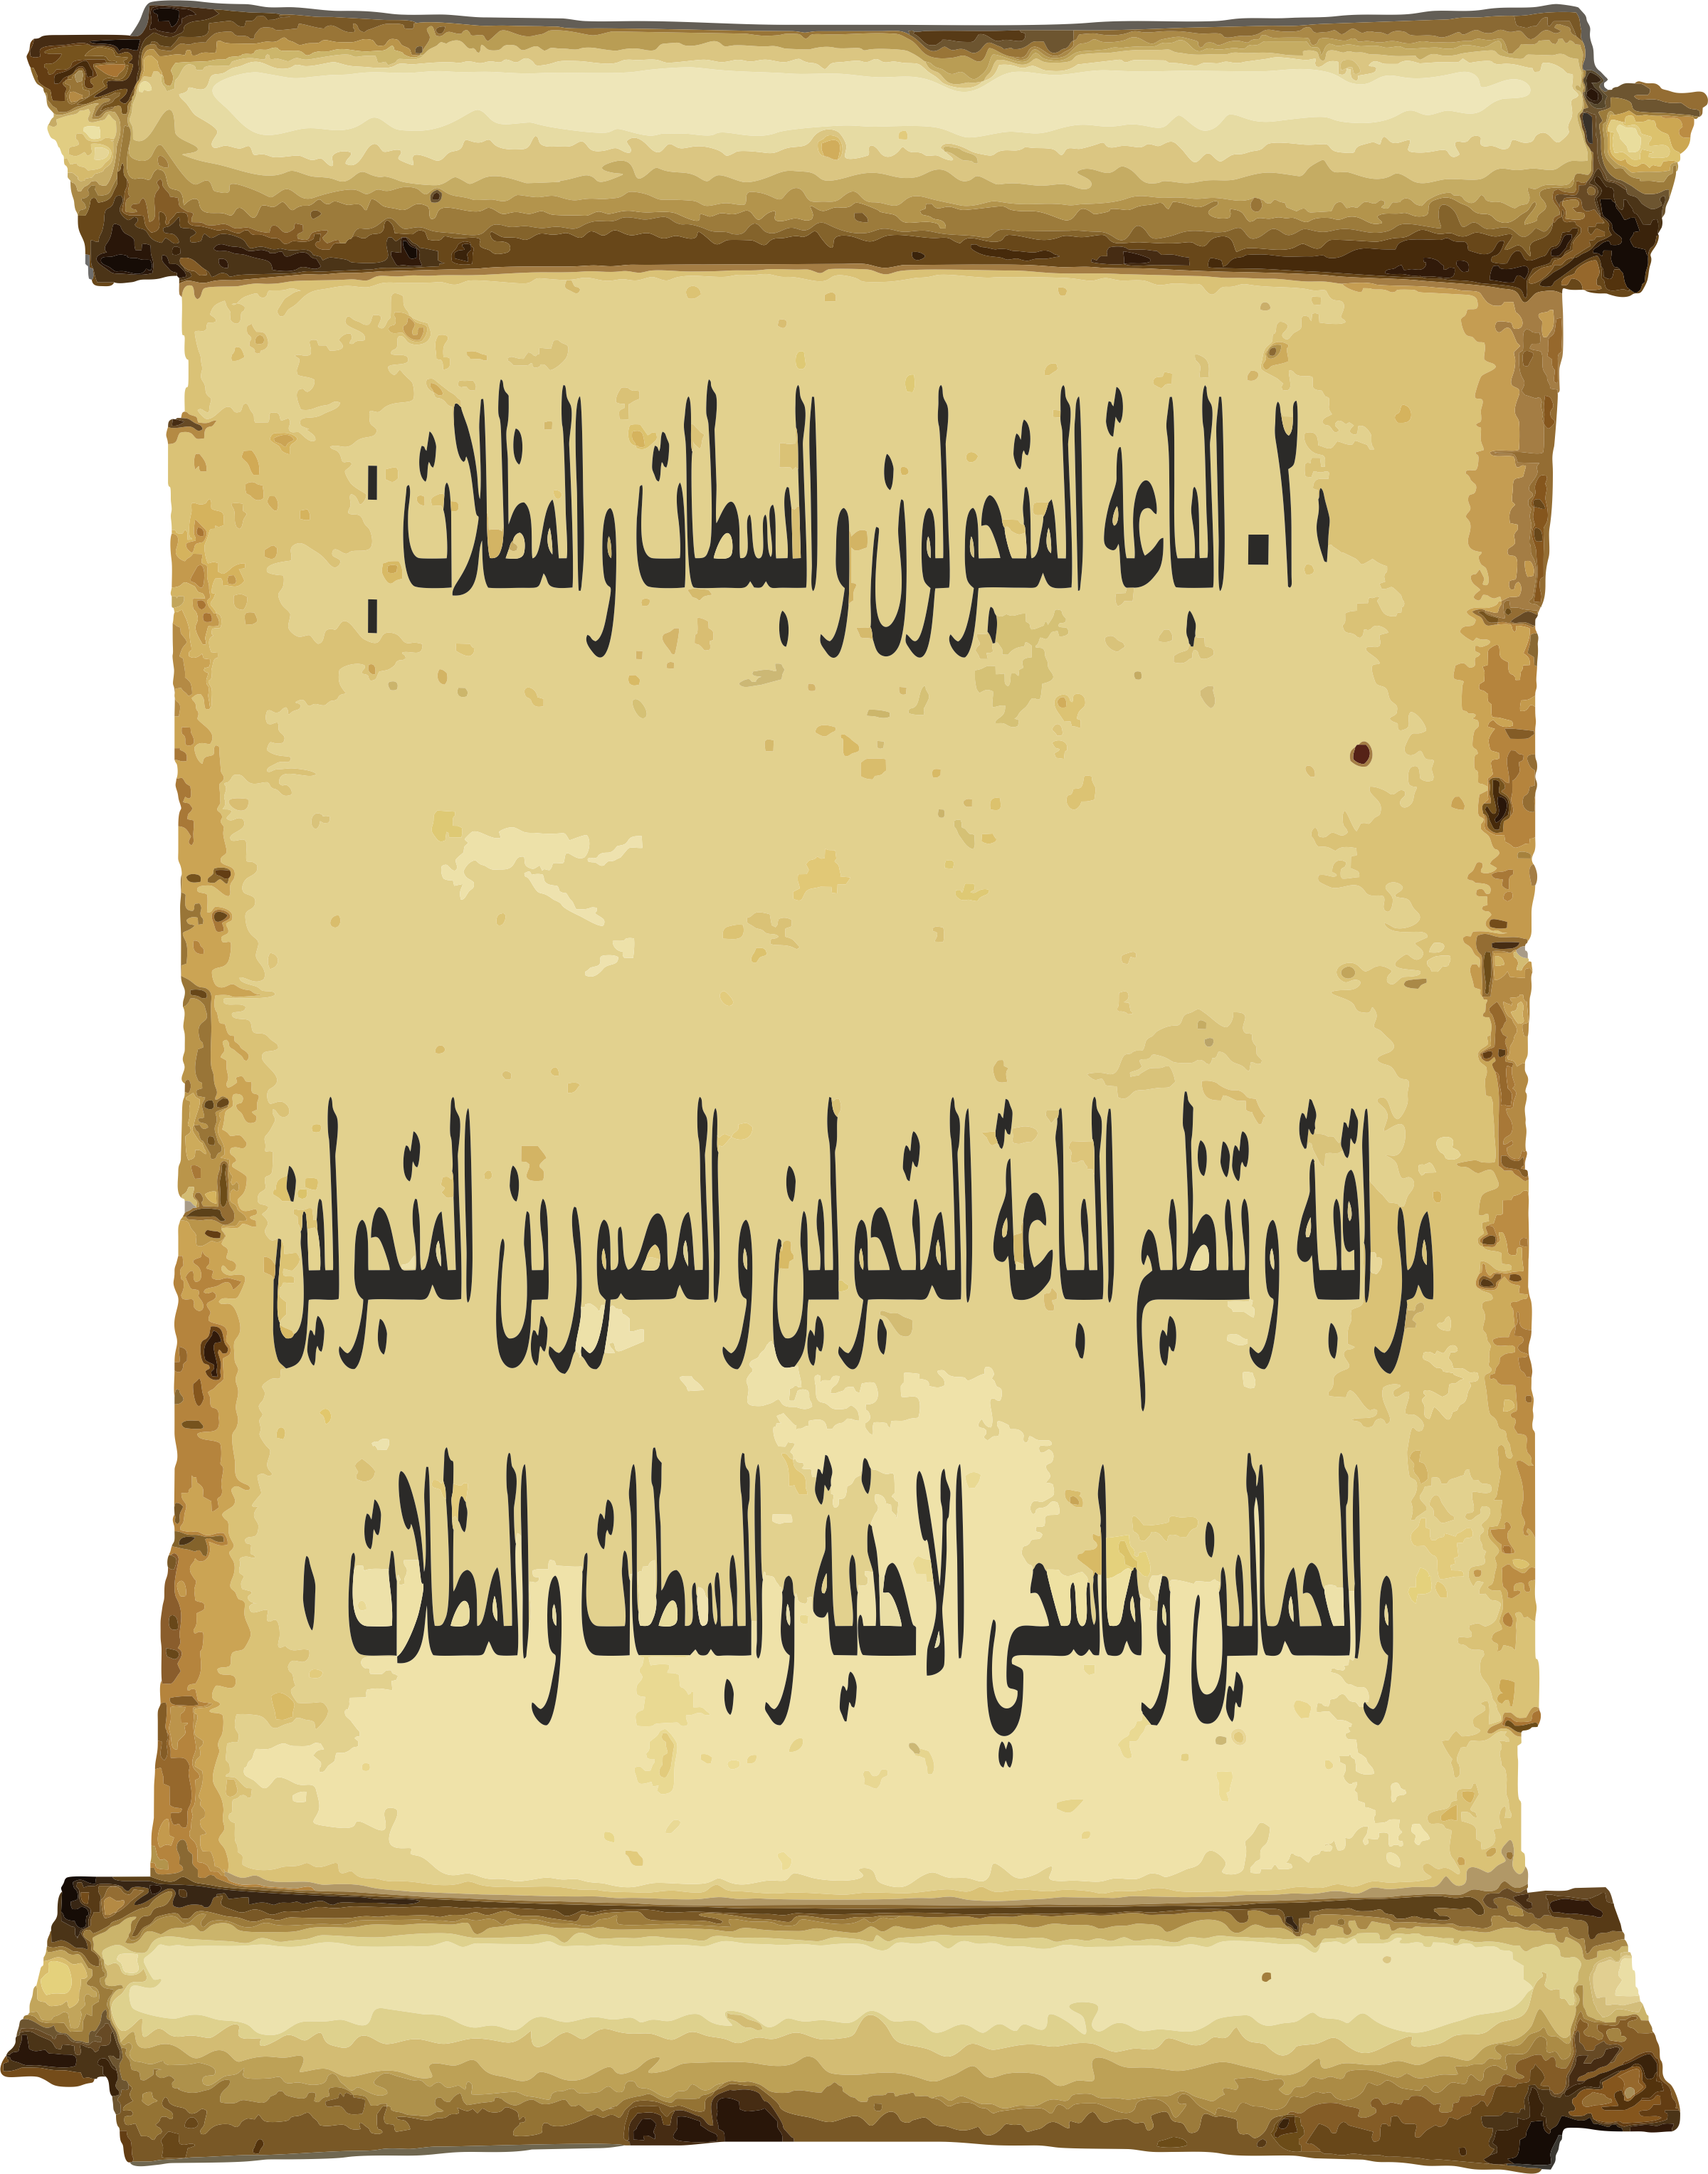 ٢٠- الباعة المتجولون والبسطات والمظلات :
مراقبة وتنظيم الباعة المتجولين والمصورين المتجولين
والحمالين وماسحي الاحذية والبسطات والمظلات .